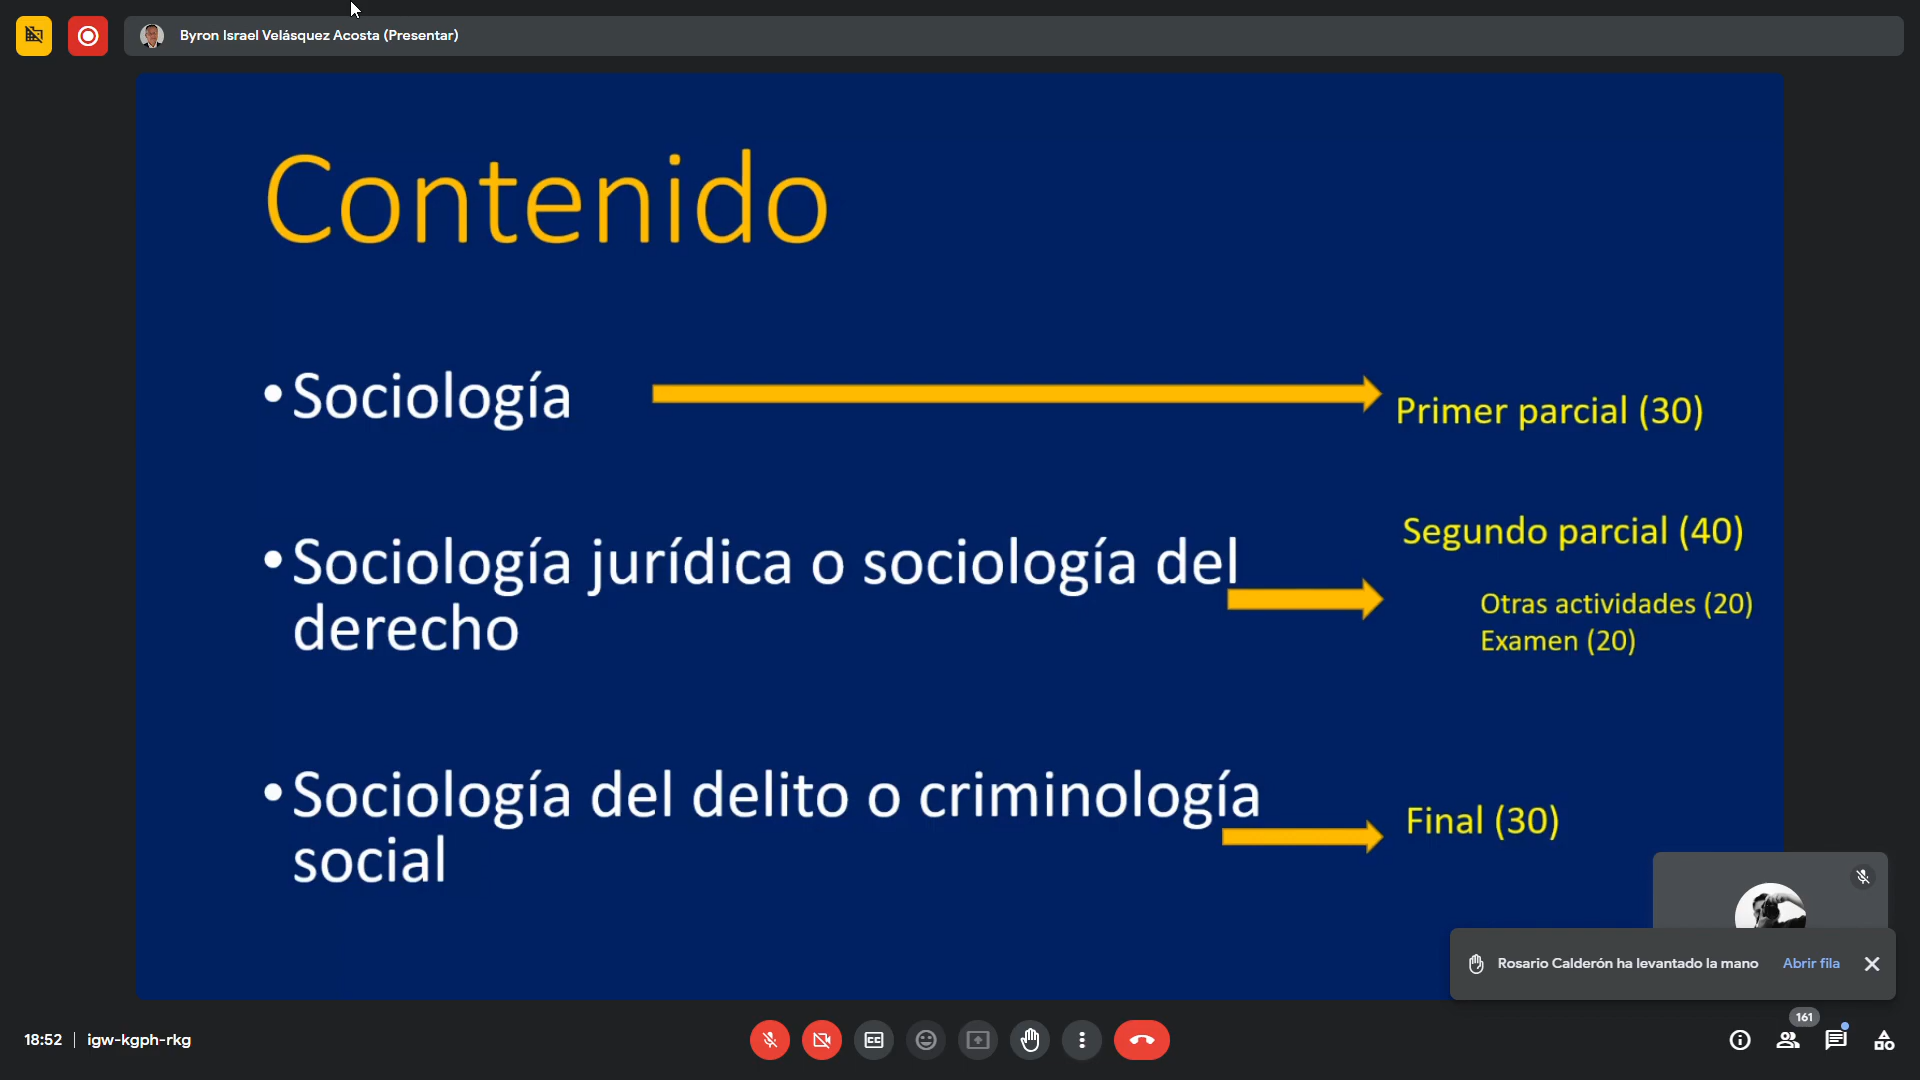 Byron Israel Velásquez Acosta (Presentar)
Contenido
• Sociología
Primer parcial (30)
• Sociología jurídica o sociología del
derecho
Segundo parcial (40)
Otras actividades (20)
Examen (20)
• Sociología del delito o criminología
social
Final (30)
Rosario Calderón ha levantado la mano Abrir fila
18:52 | igw-kgph-rkg
161